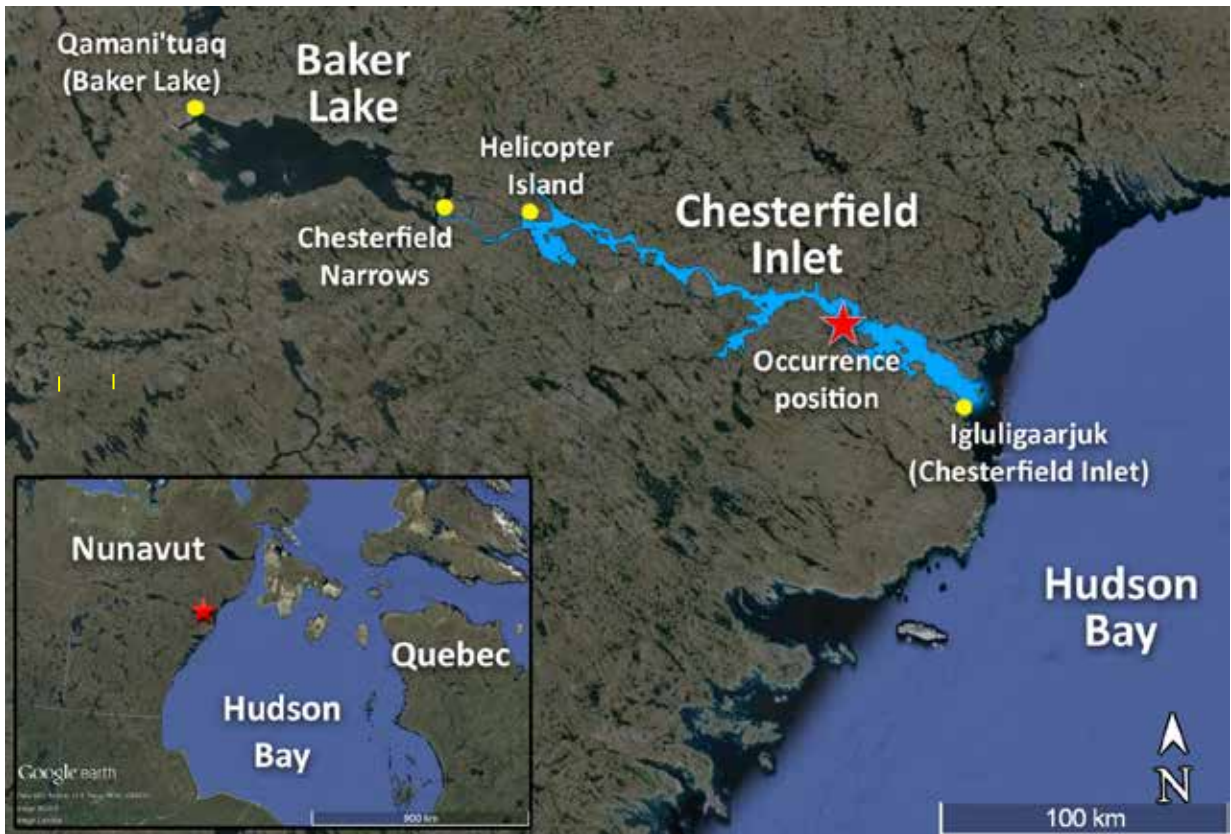 Qamani'tuaq
(Baker Lake)
Baker
Lake
Helicopter
Island
Chesterfield
Narrows
Chesterfield
Inlet
Occurrence
position
Igluligaarjuk
(Chesterfield Inlet)
Hudson
Bay
N
100 km
Nunavut
Quebec
Hudson
Bay
Google earth
900 km